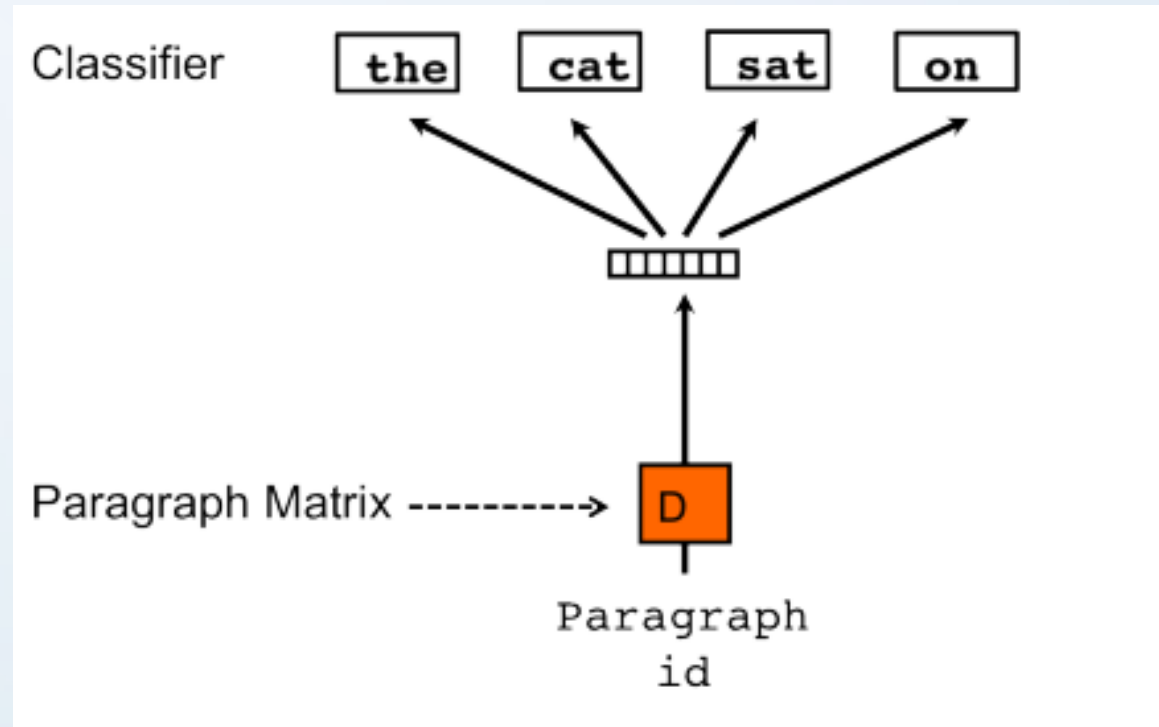 Classifier
the cat sat on
Paragraph Matrix
D
Paragraph
id